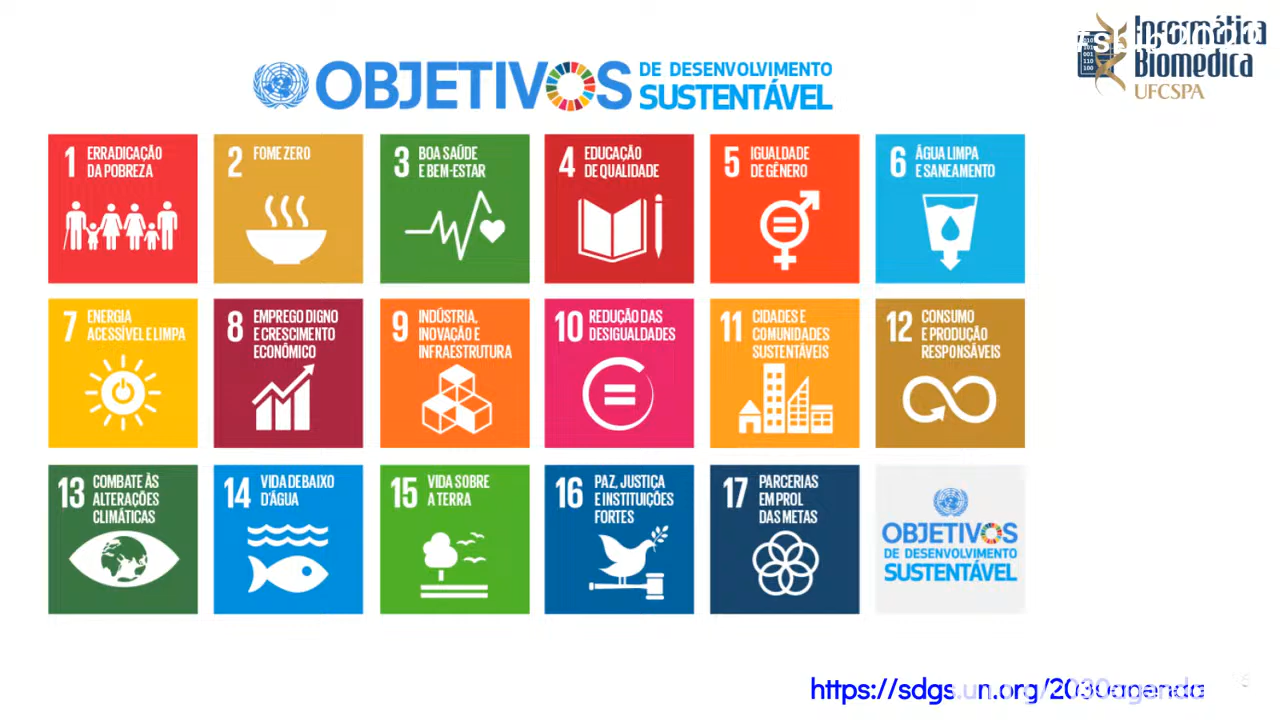 Informática
Biomédica
UFCSPA
OBJETIVOS
DE DESENVOLVIMENTO
SUSTENTÁVEL
1 ERRADICAÇÃO
DA POBREZA
2 FOME ZERO
3 BOA SAÚDE
E BEM-ESTAR
4 EDUCAÇÃO
DE QUALIDADE
5 IGUALDADE
DE GÊNERO
6 ÁGUA LIMPA
E SANEAMENTO
7 ENERGIA
ACESSÍVEL E LIMPA
8 EMPREGO DIGNO
E CRESCIMENTO
ECONÔMICO
9 INDÚSTRIA,
INOVAÇÃO E
INFRAESTRUTURA
10 REDUÇÃO DAS
DESIGUALDADES
11 CIDADES E
COMUNIDADES
SUSTENTÁVEIS
12 CONSUMO
E PRODUÇÃO
RESPONSÁVEIS
13 COMBATE ÀS
ALTERAÇÕES
CLIMÁTICAS
14 VIDA DEBAIXO
D'ÁGUA
15 VIDA SOBRE
A TERRA
16 PAZ, JUSTIÇA
E INSTITUIÇÕES
FORTES
17 PARCERIAS
EM PROL
DAS METAS
OBJETIVOS
DE DESENVOLVIMENTO
SUSTENTÁVEL
https://sdgs.un.org/2030agenda